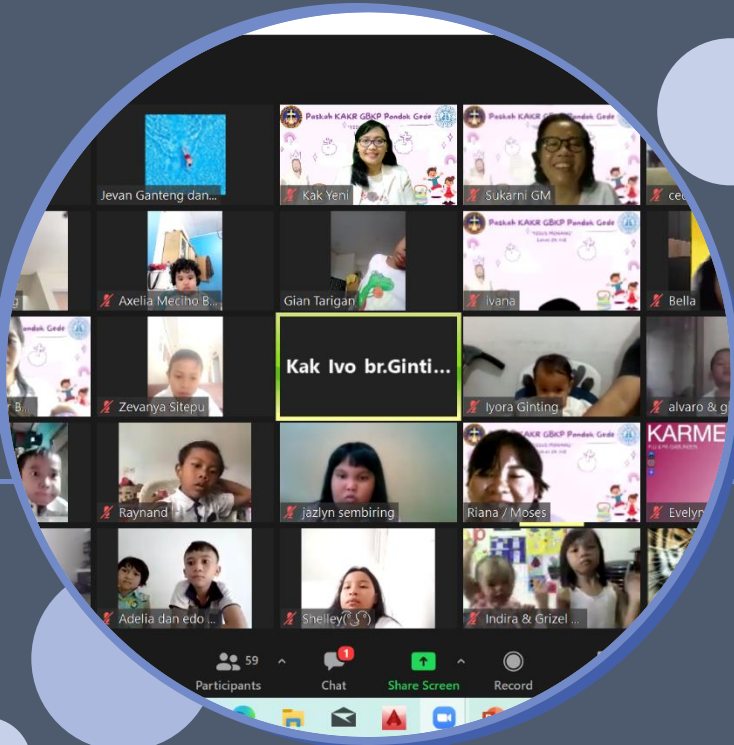 Paskah KAKR GBKP Pondok Gede
Paskah KAKR GBKP Pondok Gede
Jevan Ganteng dan...
Kak Yeni
Sukarni GM
cec
Paskah KAKR GBKP Pondok Gede
Axelia Meciho B...
Gian Tarigan
ivana
Bella
ondok Gede
Kak Ivo br.Ginti...
B...
Zevanya Sitepu
Iyora Ginting
alvaro & g
KAKR GBKP Pondok Gede
KARME
Raynand
jazlyn sembiring
Riana / Moses
Evelyn
Adelia dan edo ...
Shelley
Indira & Grizel ...
59
1
Participants
Chat
Share Screen
Record